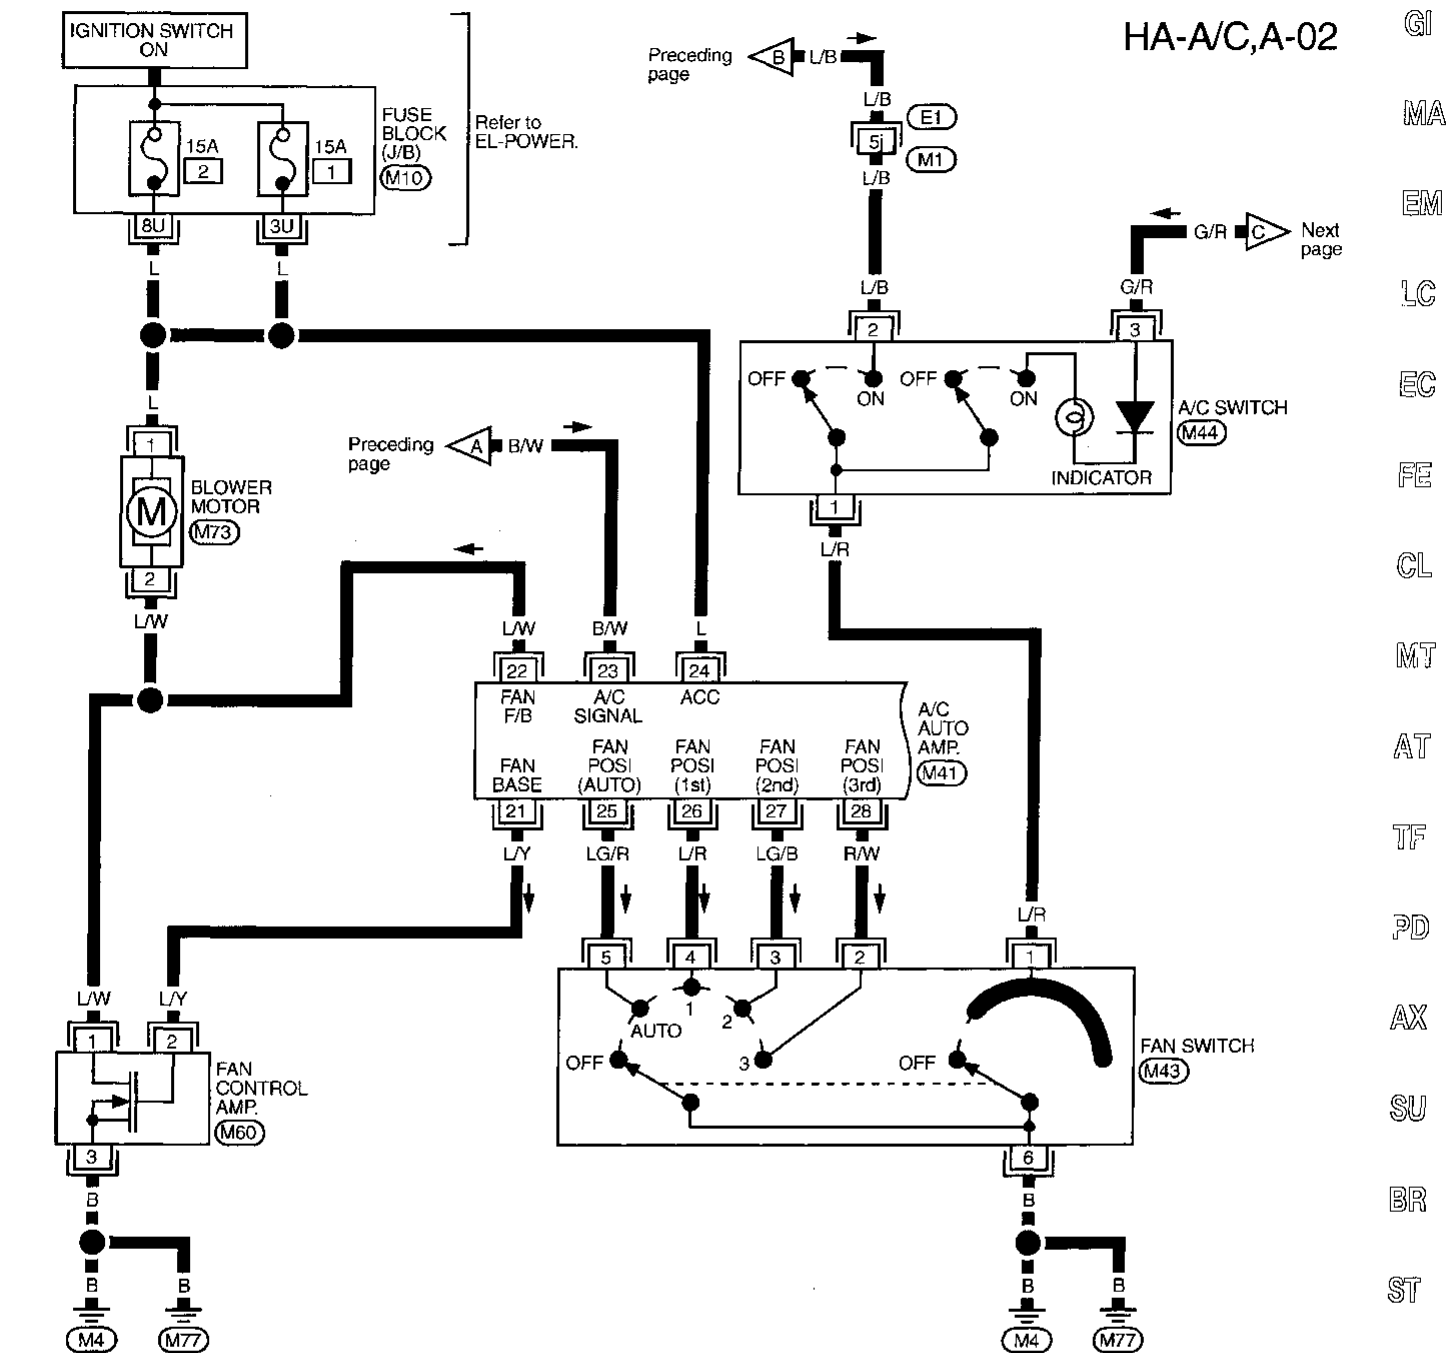 HA-A/C,A-02
IGNITION SWITCH
ON
15A
2
15A
1
FUSE
BLOCK
(J/B)
M10
Refer to
EL-POWER.
8U
3U
L
L
L
1
M
BLOWER
MOTOR
M73
2
L/W
Preceding
page
B
L/B
L/B
E1
5j
M1
L/B
L/B
2
G/R
C
Next
page
G/R
3
OFF
ON
OFF
ON
INDICATOR
A/C SWITCH
M44
1
L/R
Preceding
page
A
B/W
L/W
B/W
L
22
23
24
FAN
F/B
A/C
SIGNAL
ACC
FAN
BASE
FAN
POSI
(AUTO)
FAN
POSI
(1st)
FAN
POSI
(2nd)
FAN
POSI
(3rd)
A/C
AUTO
AMP.
M41
21
25
26
27
28
L/Y
LG/R
L/R
LG/B
R/W
L/R
5
4
3
2
1
AUTO
1
2
3
OFF
OFF
FAN SWITCH
M43
6
B
B
B
M4
M77
L/W
L/Y
1
2
FAN
CONTROL
AMP.
M60
3
B
B
B
M4
M77
GI
MA
EM
LC
EC
FE
CL
MT
AT
TF
PD
AX
SU
BR
ST